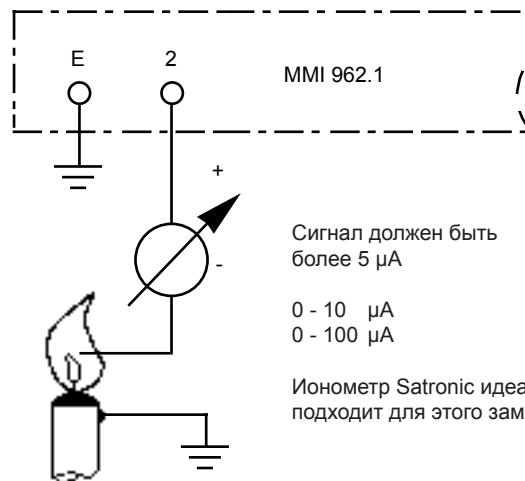 E 2 MMI 962.1
+
-
Сигнал должен быть
более 5 µA
0 - 10 µA
0 - 100 µA
Ионометр Satronic
подходит для этого